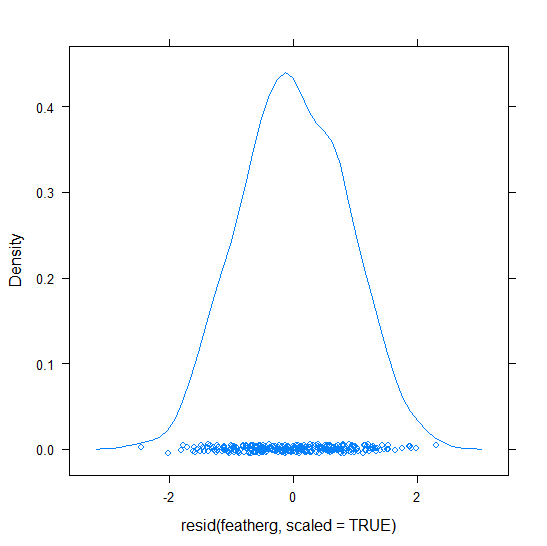 0.4
0.3
0.2
0.1
0.0
Density
-2 0 2
resid(featherg, scaled = TRUE)